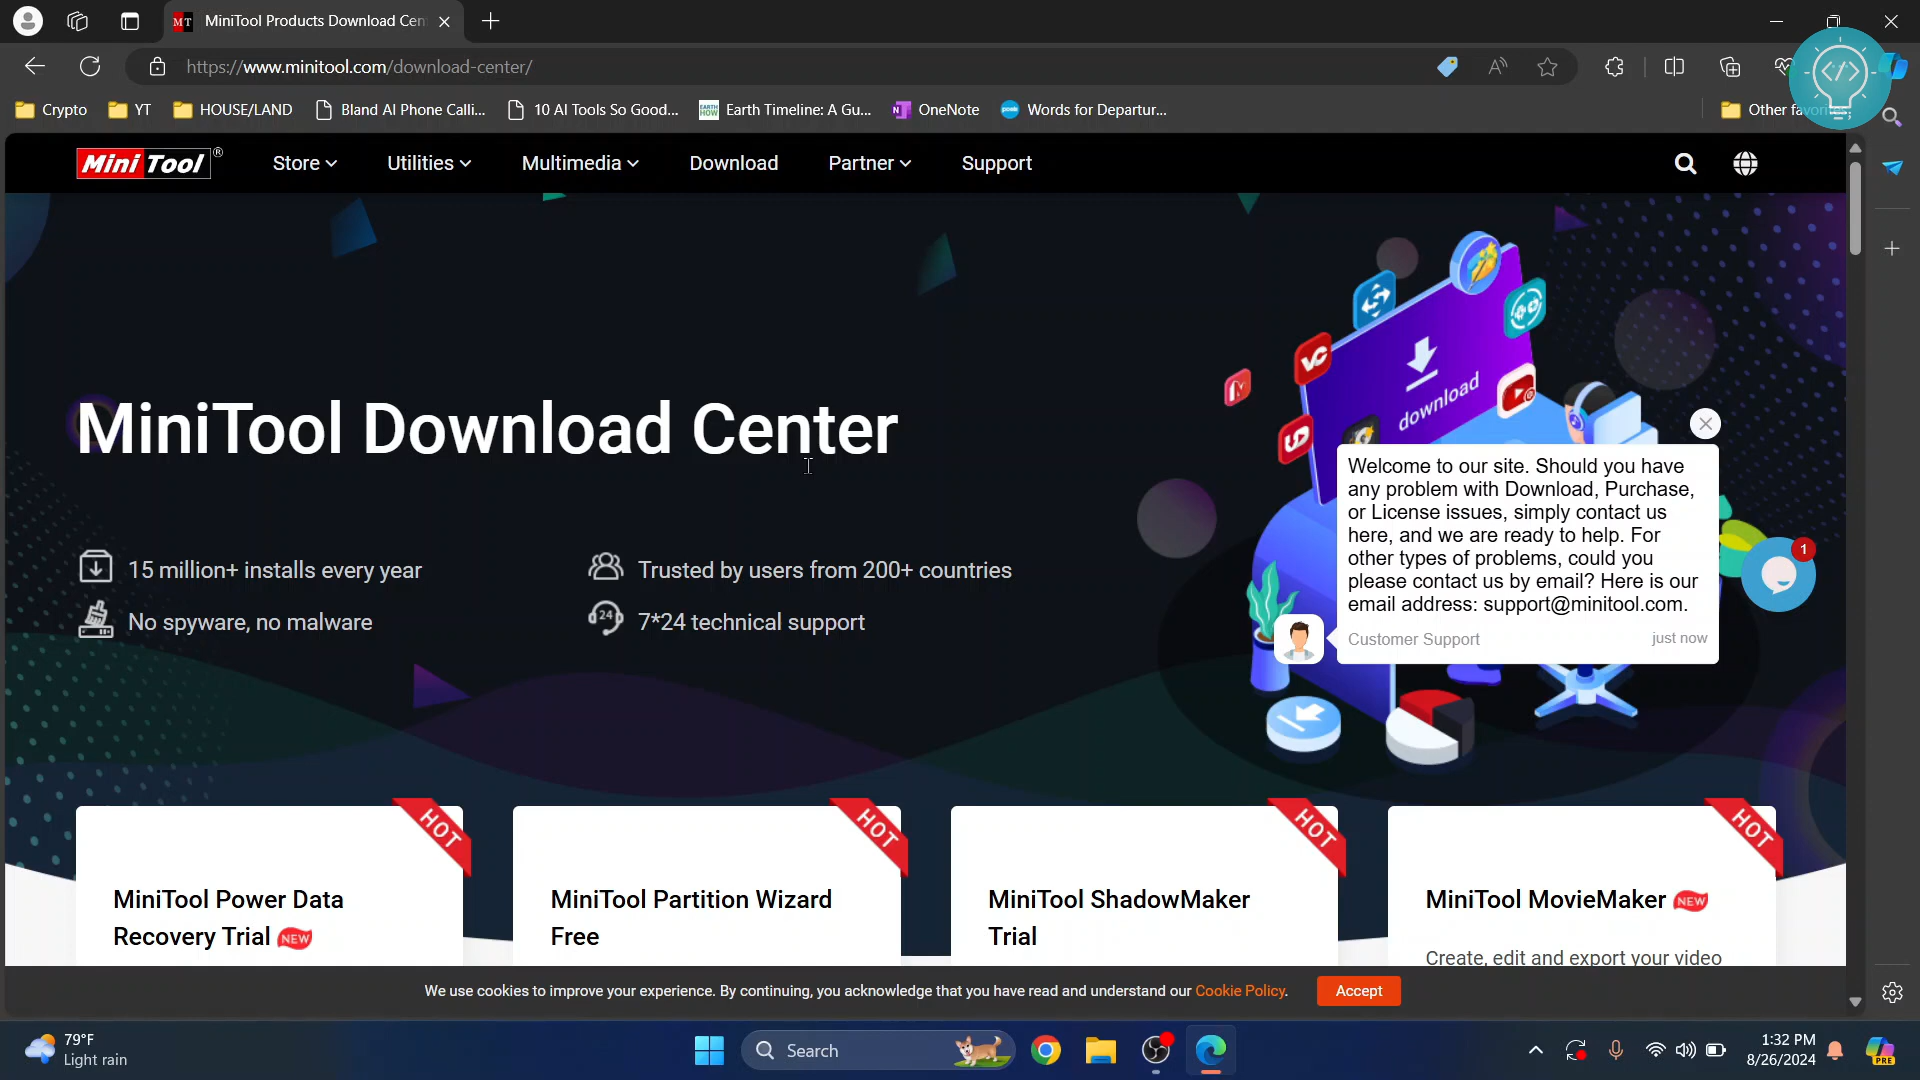 MT MiniTool Products Download Cen
https://www.minitool.com/download-center/
Crypto YT HOUSE/LAND Bland AI Phone Calli... 10 AI Tools So Good... EARTH HOW Earth Timeline: A Gu... N OneNote Words for Departur... Other favorites
Mini Tool® Store Utilities Multimedia Download Partner Support
download
MiniTool Download Center
Welcome to our site. Should you have
any problem with Download, Purchase,
or License issues, simply contact us
here, and we are ready to help. For
other types of problems, could you
please contact us by email? Here is our
email address: support@minitool.com.
Customer Support just now
1
15 million+ installs every year
24
Trusted by users from 200+ countries
No spyware, no malware
7*24 technical support
HOT HOT HOT HOT
MiniTool Power Data
Recovery Trial NEW
MiniTool Partition Wizard
Free
MiniTool ShadowMaker
Trial
MiniTool MovieMaker NEW
Create, edit and export your video
We use cookies to improve your experience. By continuing, you acknowledge that you have read and understand our Cookie Policy. Accept
79°F
Light rain
Search
1:32 PM
8/26/2024
PRE